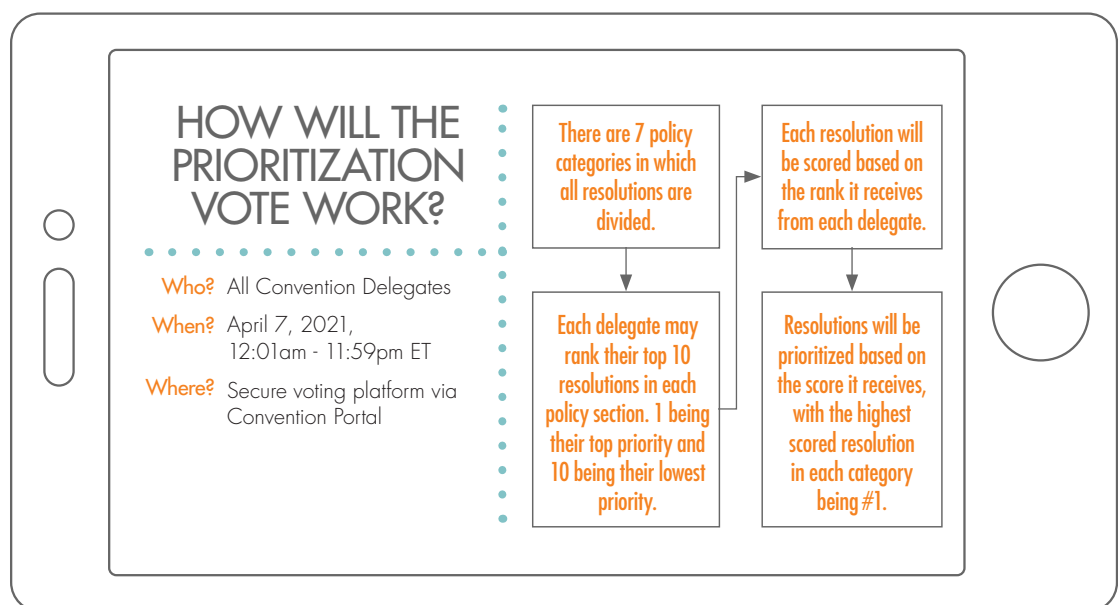 HOW WILL THE
PRIORITIZATION
VOTE WORK?
Who? All Convention Delegates
When? April 7, 2021,
12:01am - 11:59pm ET
Where? Secure voting platform via
Convention Portal
There are 7 policy
categories in which
all resolutions are
divided.
Each delegate may
rank their top 10
resolutions in each
policy section. 1 being
their top priority and
10 being their lowest
priority.
Each resolution will
be scored based on
the rank it receives
from each delegate.
Resolutions will be
prioritized based on
the score it receives,
with the highest
scored resolution
in each category
being #1.